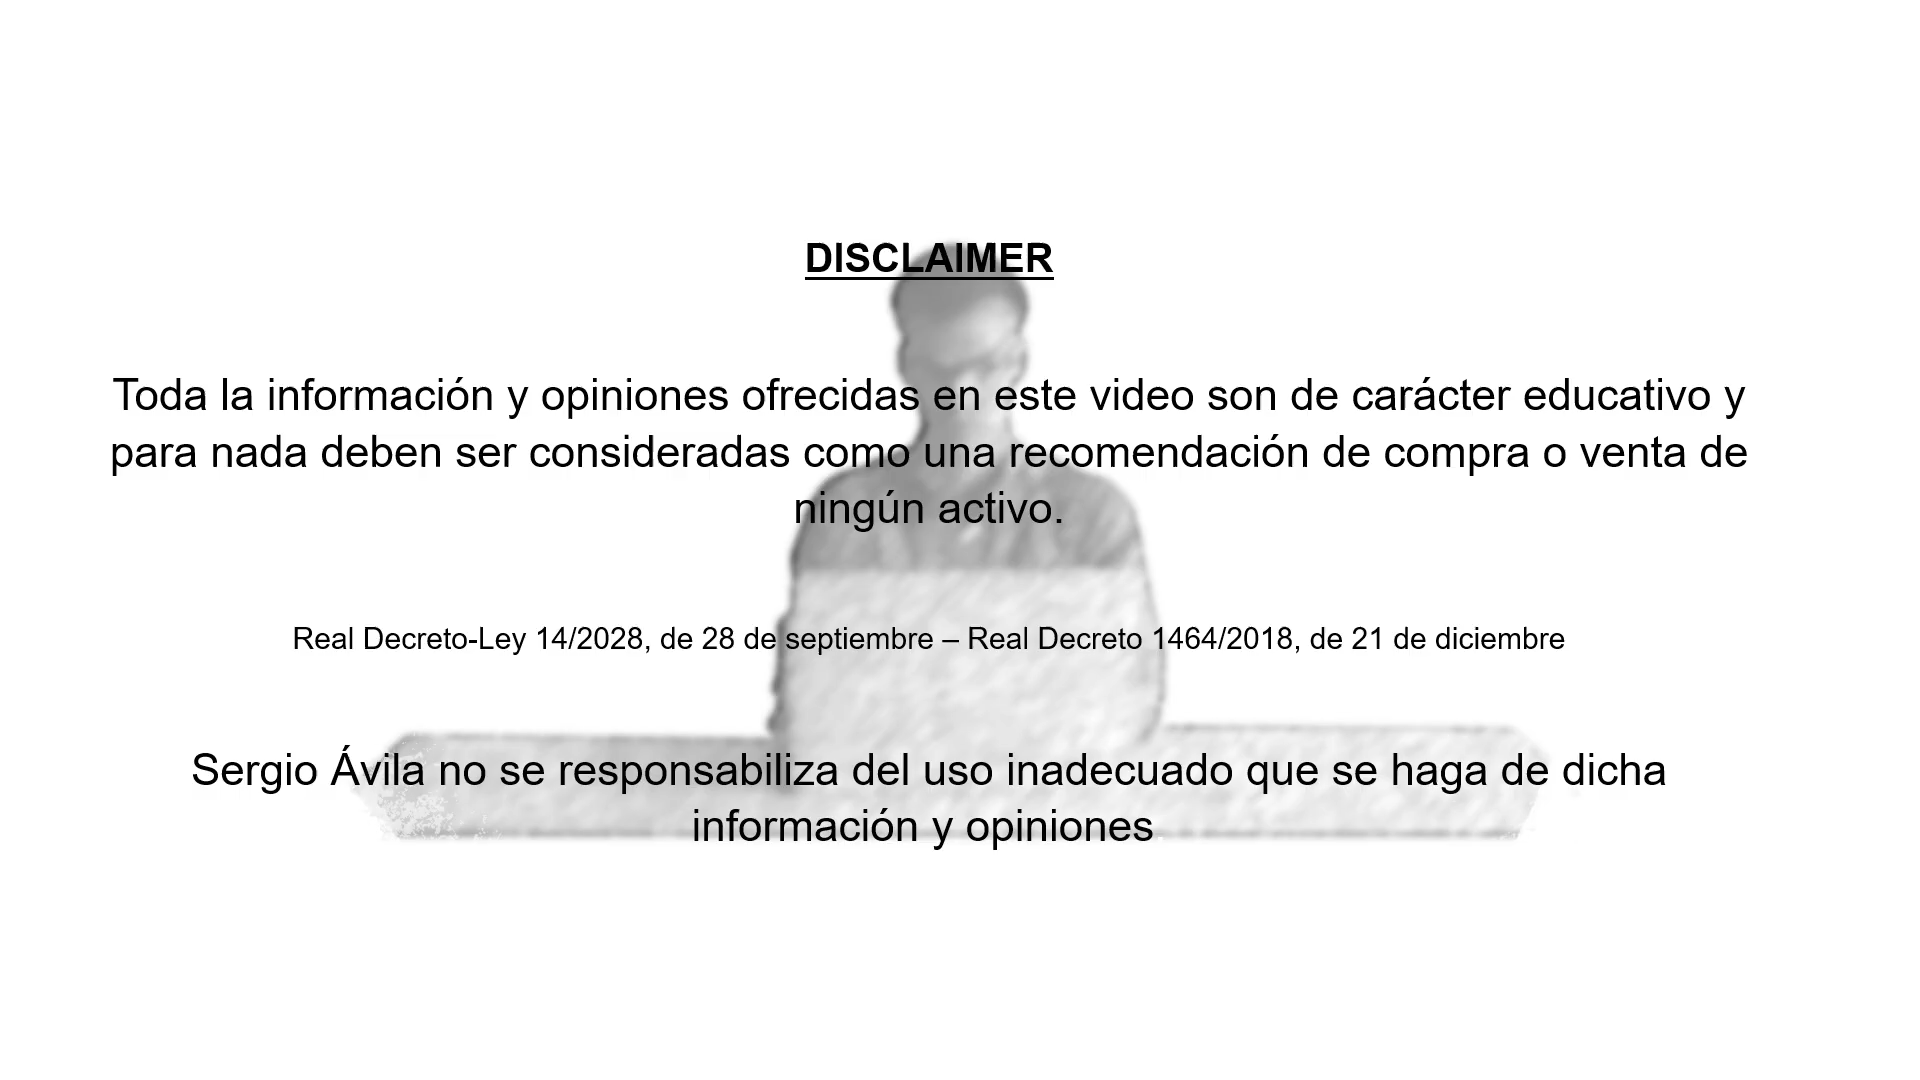 DISCLAIMER
Toda la información y opiniones ofrecidas en este video son de carácter educativo y
para nada deben ser consideradas como una recomendación de compra o venta de
ningún activo.
Real Decreto-Ley 14/2028, de 28 de septiembre – Real Decreto 1464/2018, de 21 de diciembre
Sergio Ávila no se responsabiliza del uso inadecuado que se haga de dicha
información y opiniones